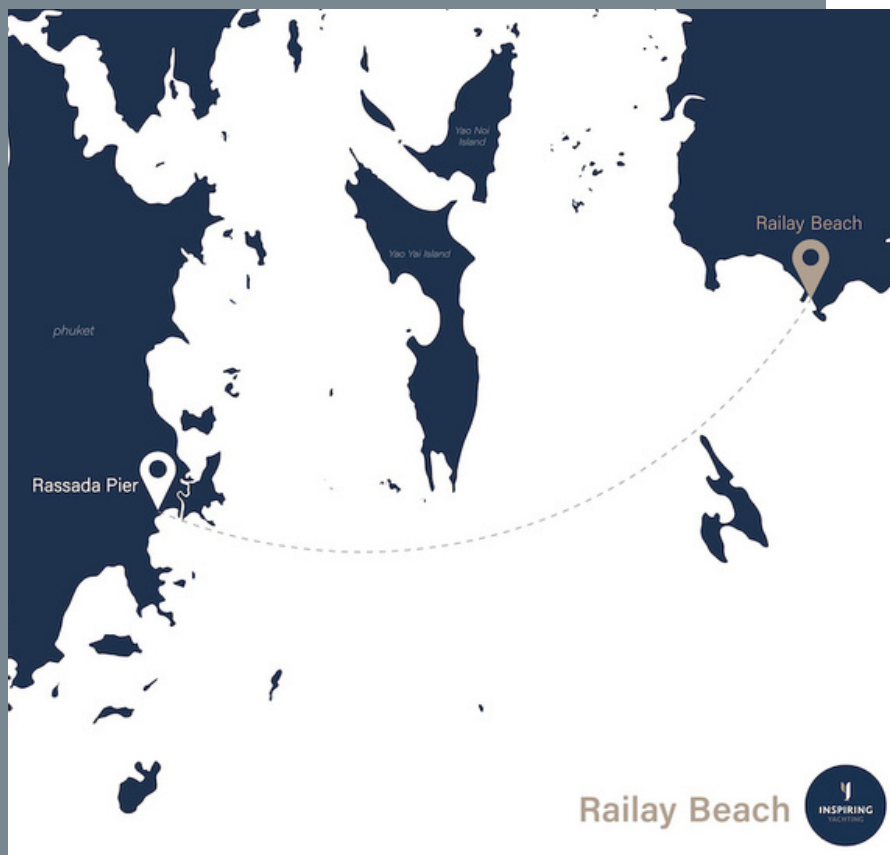 Yao Noi
Island
Railay Beach
Yao Yai Island
phuket
Rassada Pier
Railay Beach
INSPIRING
YACHTING